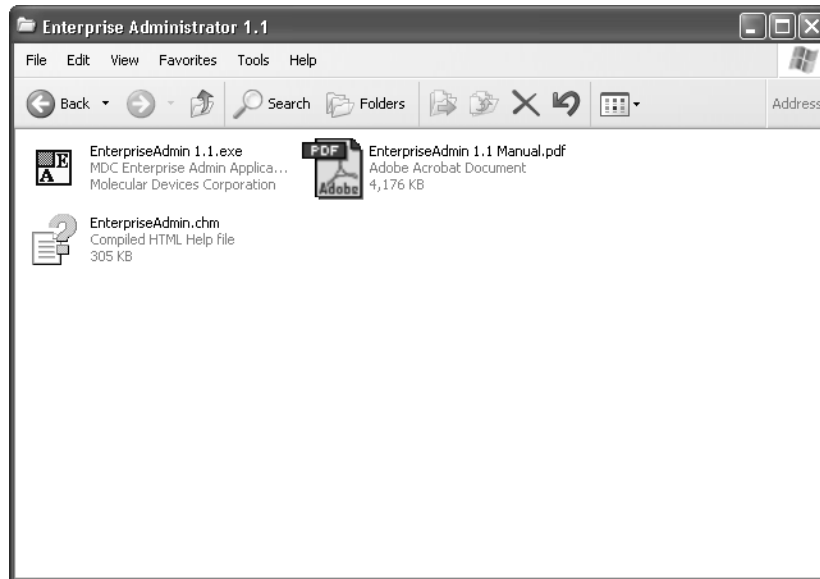 Enterprise Administrator 1.1
File Edit View Favorites Tools Help
Back Search Folders Address
EnterpriseAdmin 1.1.exe
MDC Enterprise Admin Applica...
Molecular Devices Corporation
PDF
Adobe
EnterpriseAdmin 1.1 Manual.pdf
Adobe Acrobat Document
4,176 KB
EnterpriseAdmin.chm
Compiled HTML Help file
305 KB
E
A